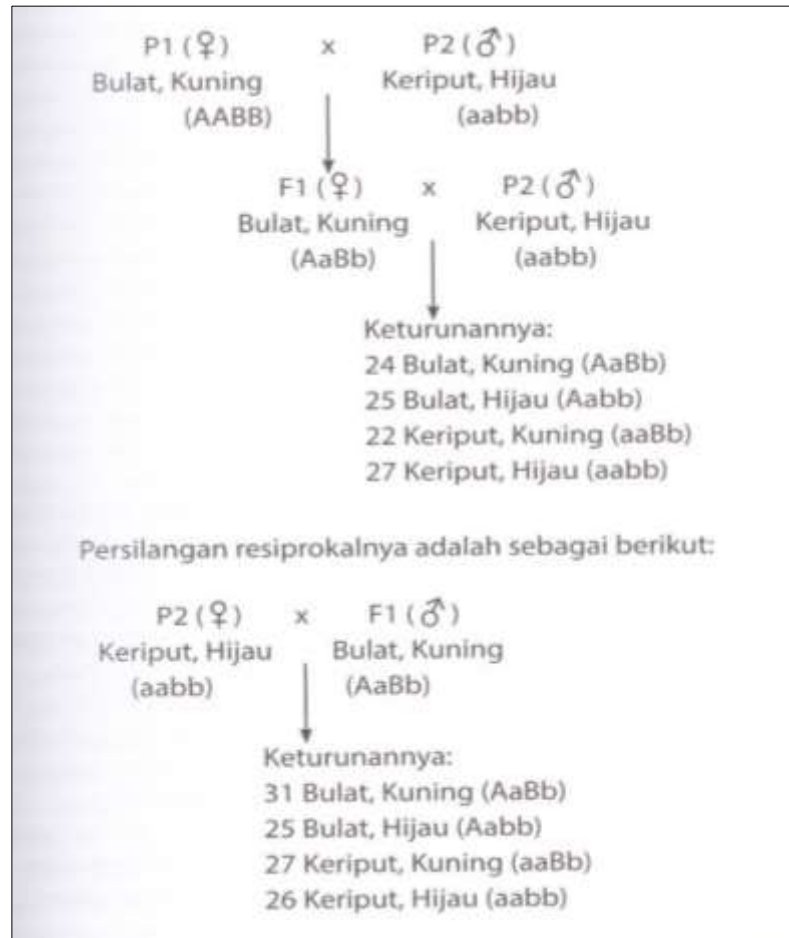 P1 (♀) x P2 (♂)
Bulat, Kuning Keriput, Hijau
(AABB) (aabb)
F1 (♀) x P2 (♂)
Bulat, Kuning Keriput, Hijau
(AaBb) (aabb)
Keturunannya:
24 Bulat, Kuning (AaBb)
25 Bulat, Hijau (Aabb)
22 Keriput, Kuning (aaBb)
27 Keriput, Hijau (aabb)
Persilangan resiprokalnya adalah sebagai berikut:
P2 (♀) x F1 (♂)
Keriput, Hijau Bulat, Kuning
(aabb) (AaBb)
Keturunannya:
31 Bulat, Kuning (AaBb)
25 Bulat, Hijau (Aabb)
27 Keriput, Kuning (aaBb)
26 Keriput, Hijau (aabb)